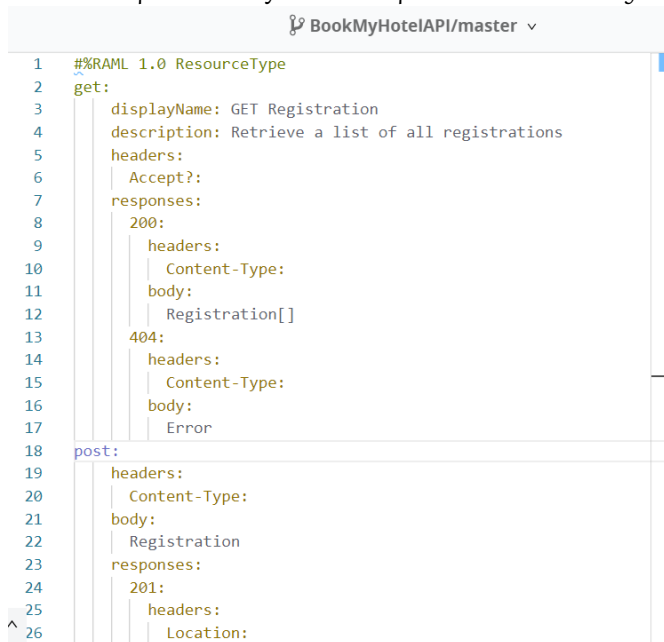 BookMyHotelAPI/master
1 #%RAML 1.0 ResourceType
2 get:
3 displayName: GET Registration
4 description: Retrieve a list of all registrations
5 headers:
6 Accept?:
7 responses:
8 200:
9 headers:
10 Content-Type:
11 body:
12 Registration[]
13 404:
14 headers:
15 Content-Type:
16 body:
17 Error
18 post:
19 headers:
20 Content-Type:
21 body:
22 Registration
23 responses:
24 201:
25 headers:
26 Location: